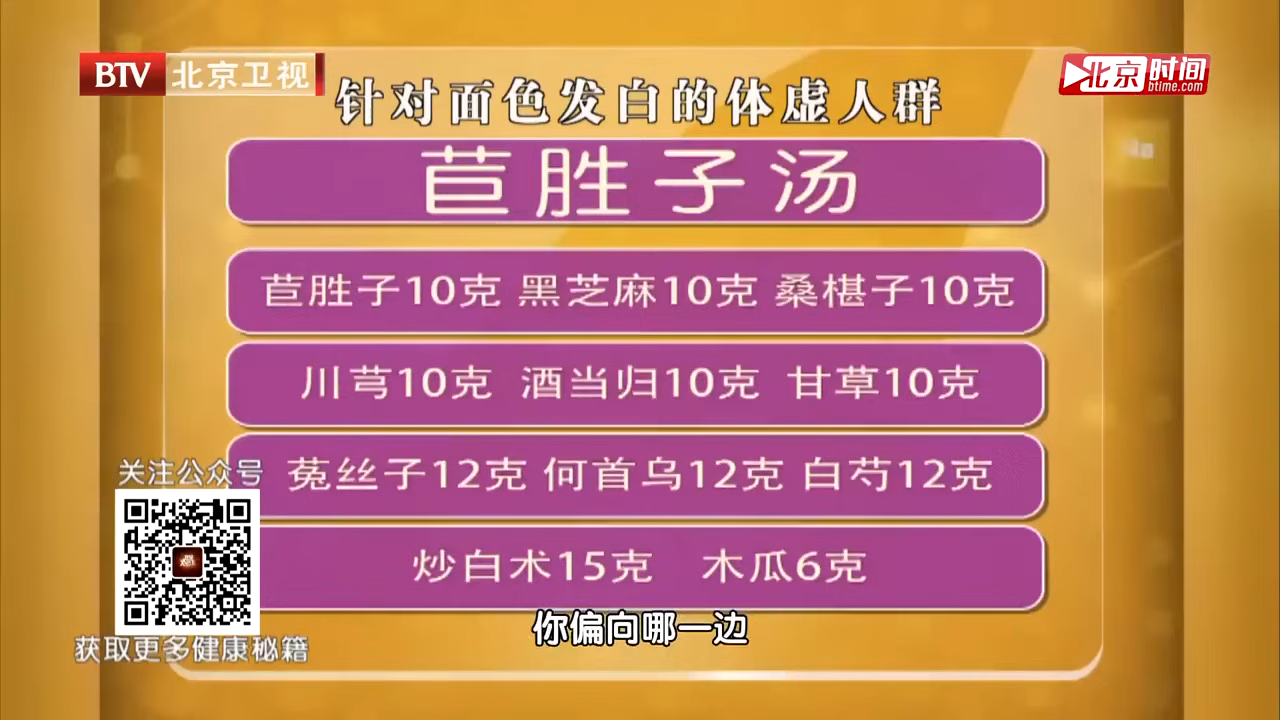 BTV 北京卫视
北京时间
btime.com
针对面色发白的体虚人群
苣胜子汤
苣胜子10克 黑芝麻10克 桑椹子10克
川芎10克 酒当归10克 甘草10克
菟丝子12克 何首乌12克 白芍12克
炒白术15克 木瓜6克
关注公众号
获取更多健康秘籍
你偏向哪一边